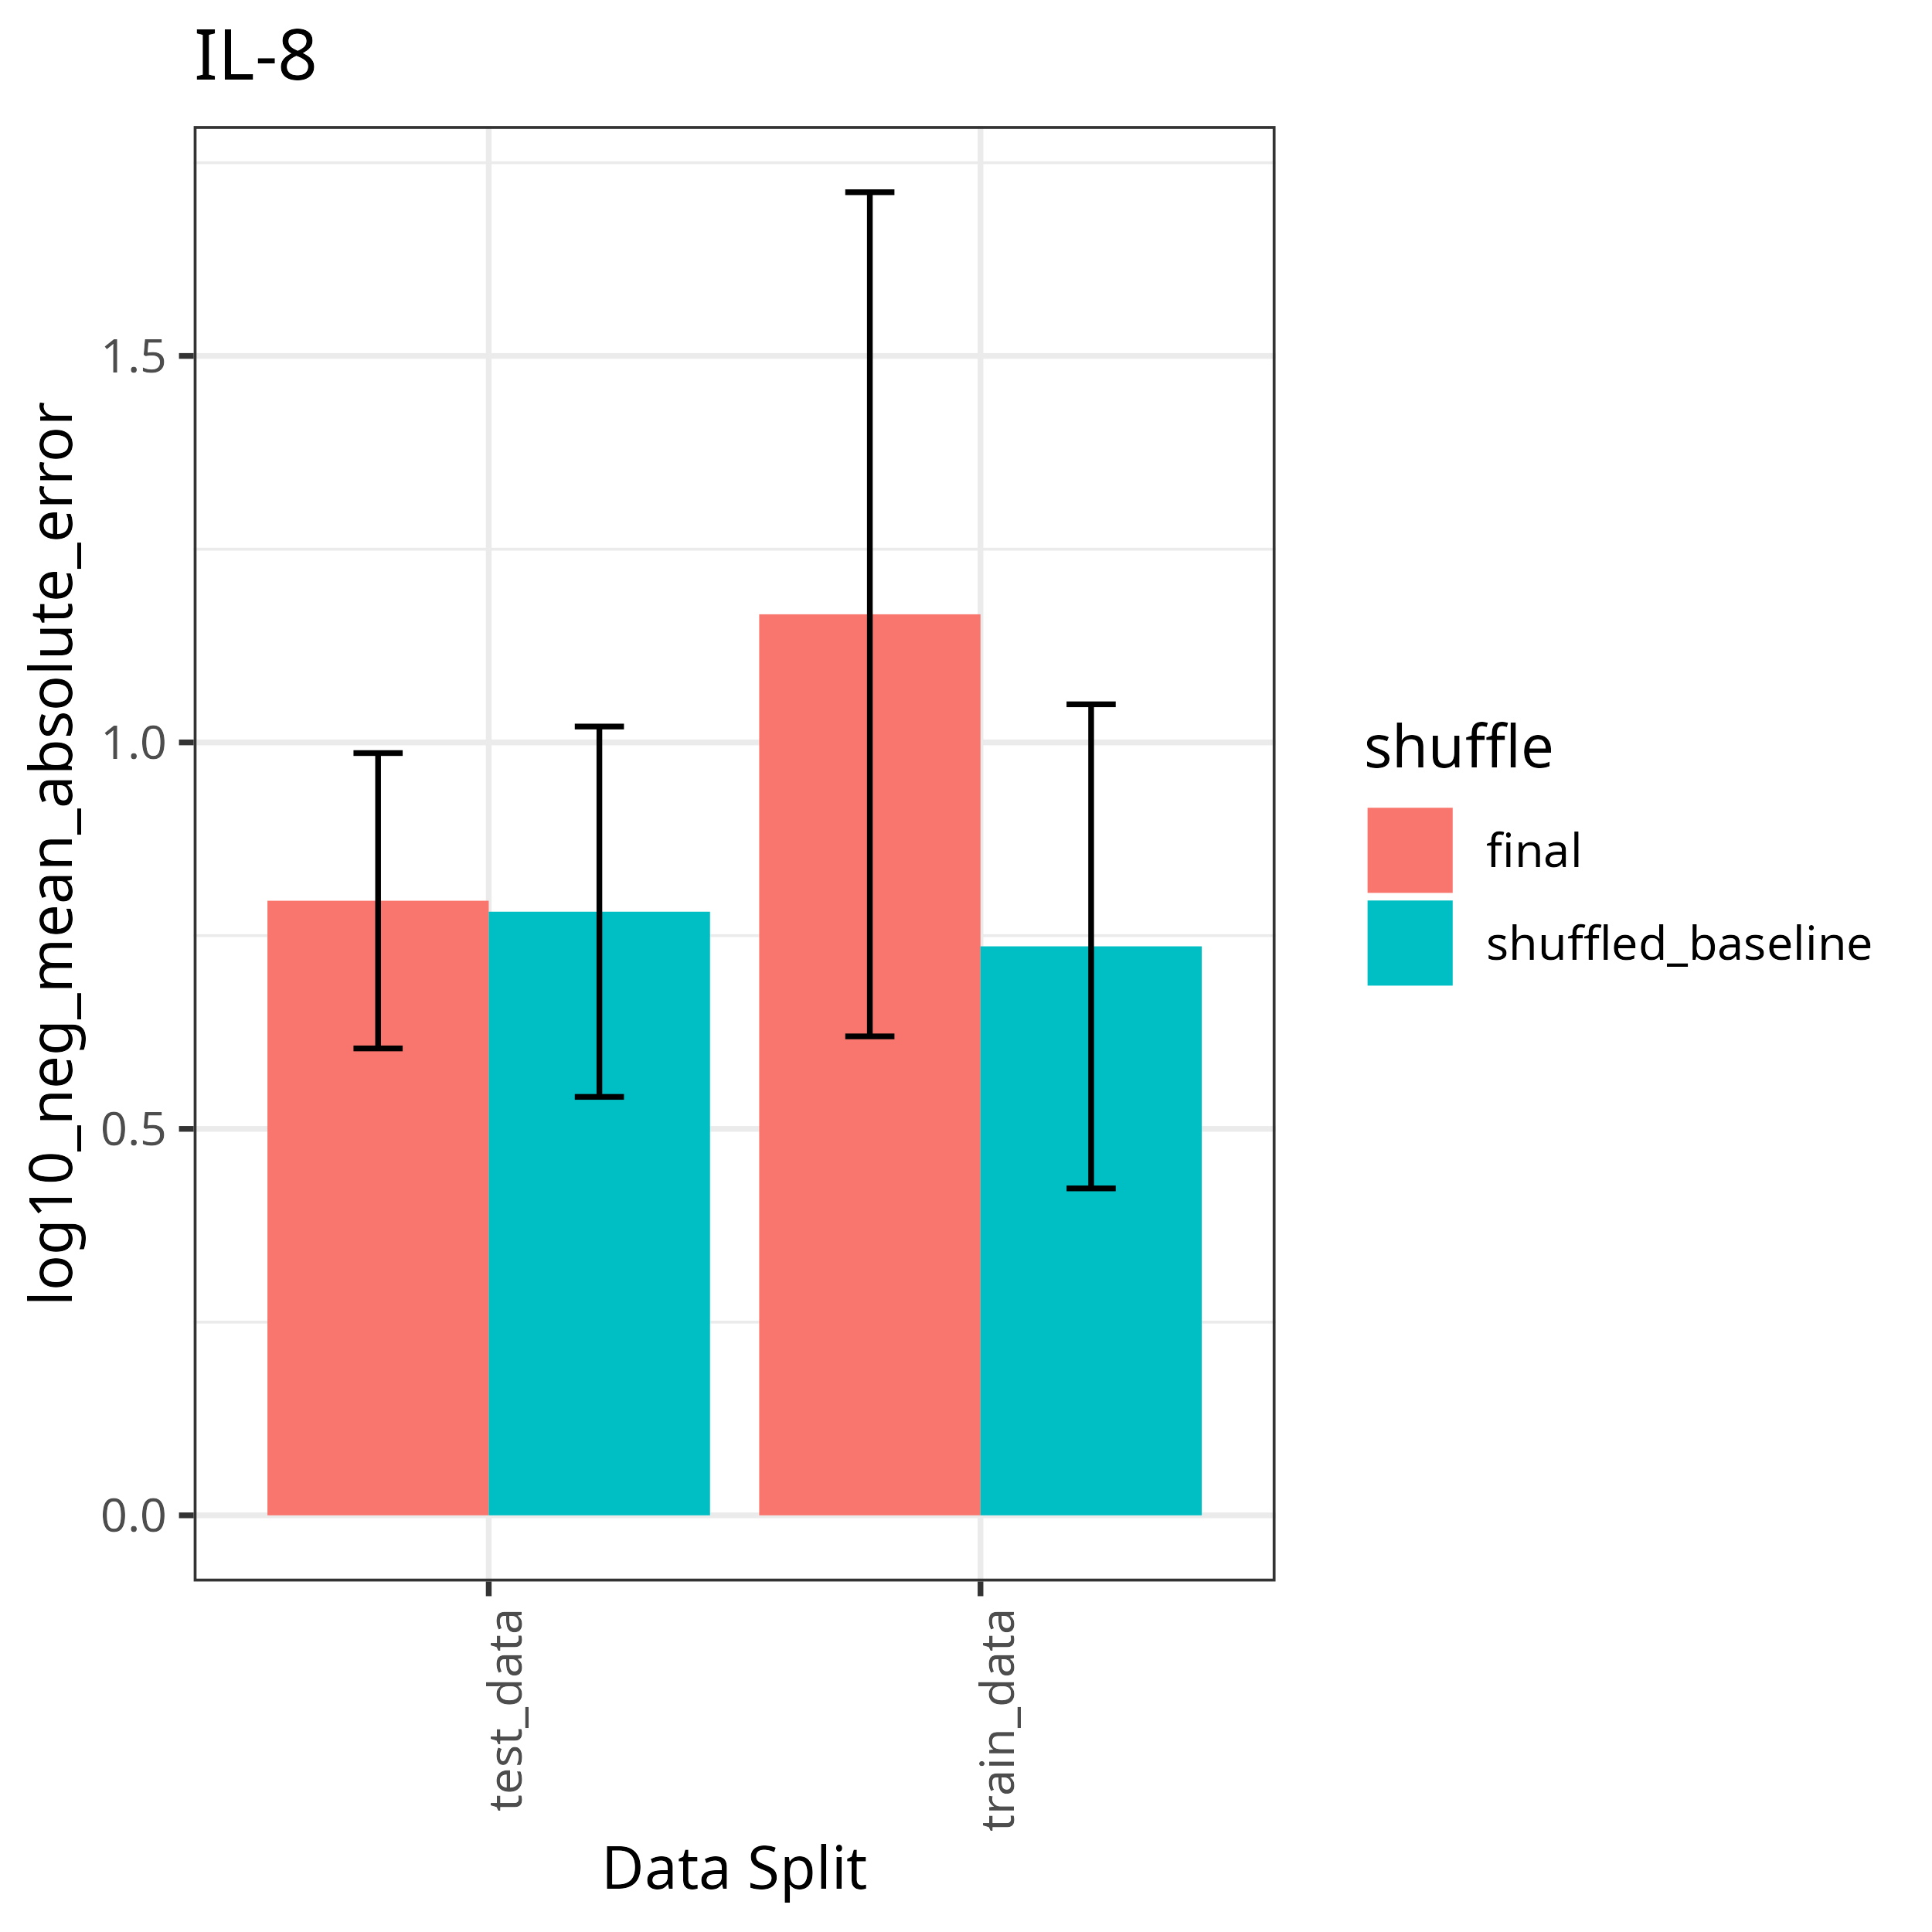 IL-8
log10_neg_mean_absolute_error
1.5
1.0
0.5
0.0
test_data
train_data
Data Split
shuffle
final
shuffled_baseline